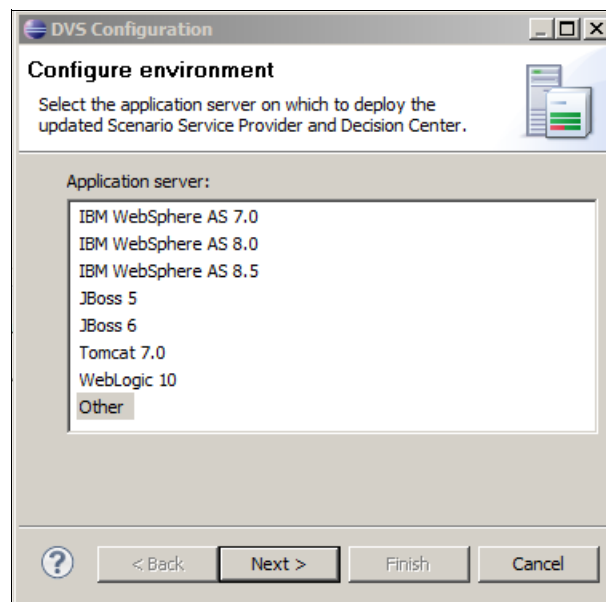 DVS Configuration
Configure environment
Select the application server on which to deploy the
updated Scenario Service Provider and Decision Center.
Application server:
IBM WebSphere AS 7.0
IBM WebSphere AS 8.0
IBM WebSphere AS 8.5
JBoss 5
JBoss 6
Tomcat 7.0
WebLogic 10
Other
? < Back Next > Finish Cancel